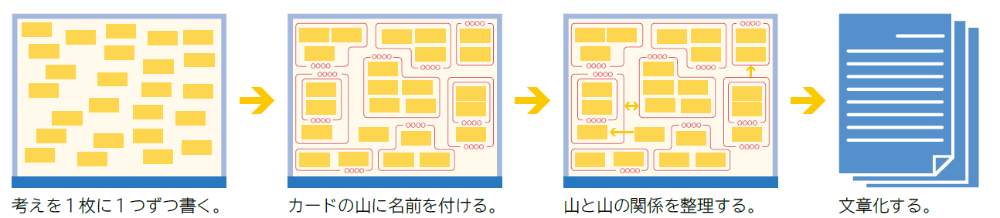 考えを１枚に１つずつ書く。
カードの山に名前を付ける。
山と山の関係を整理する。
文章化する。